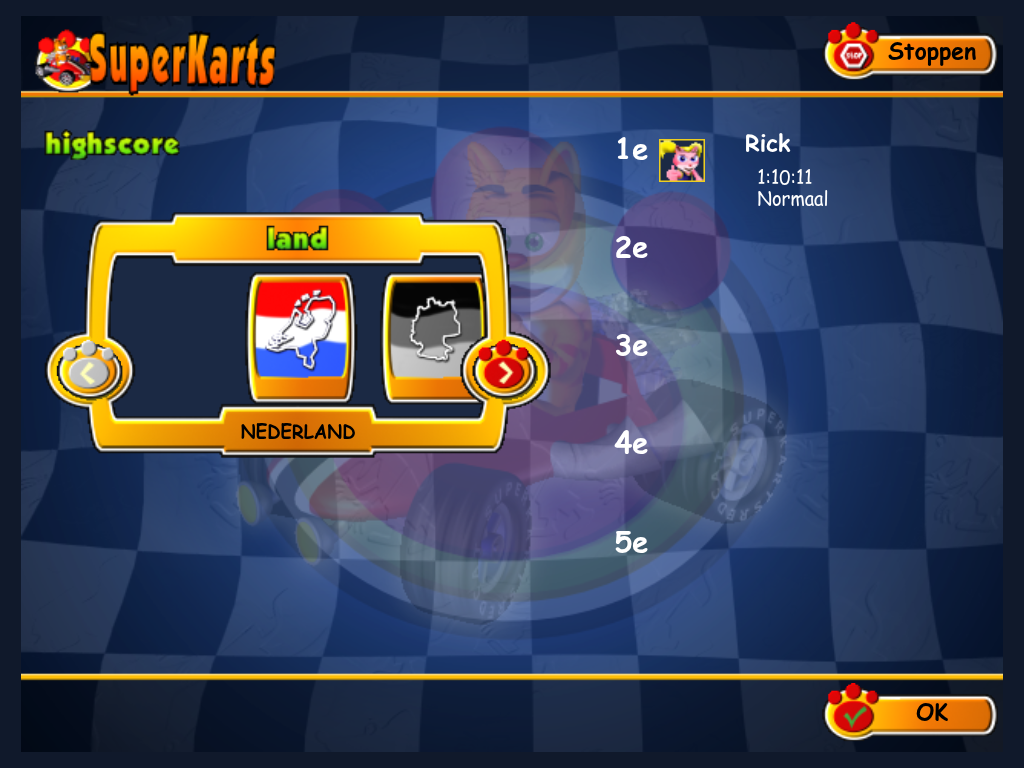 SuperKarts
Stoppen
highscore
land
NEDERLAND
1e
Rick
1:10:11
Normaal
2e
3e
4e
5e
OK